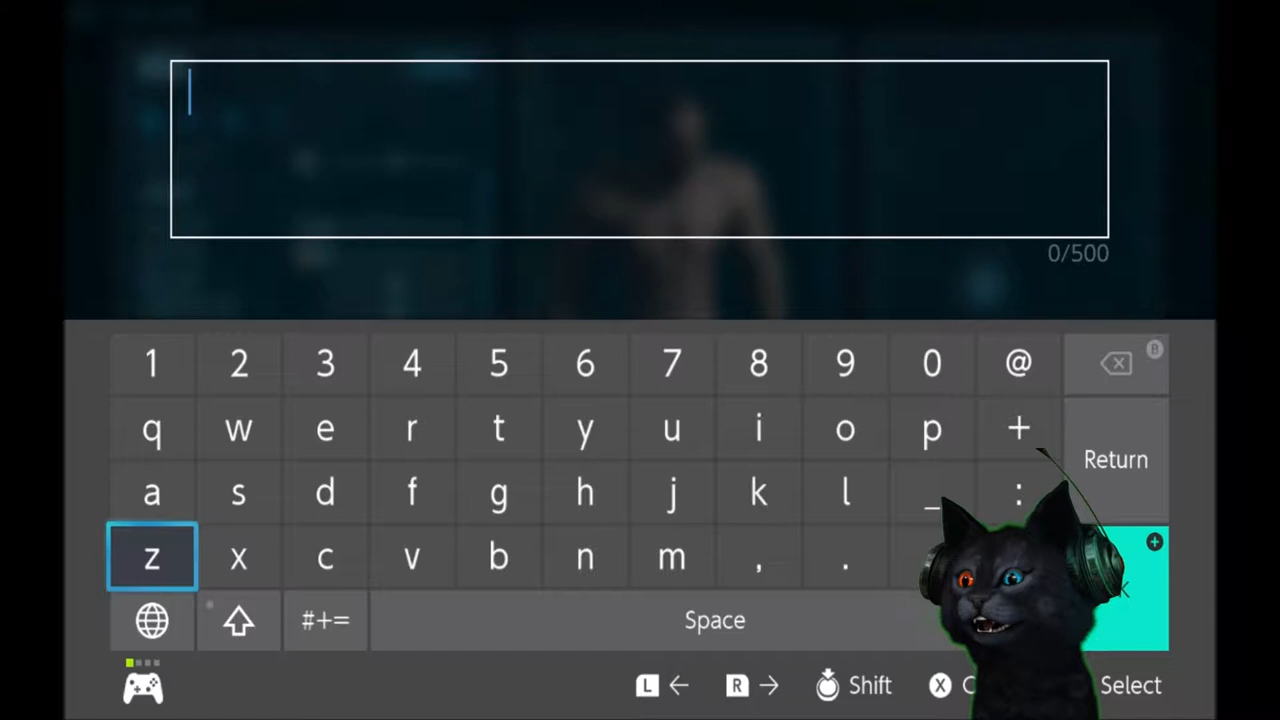 0/500
1 2 3 4 5 6 7 8 9 0 @ B
q w e r t y u i o p +
Return
a s d f g h j k l _ :
z x c v b n m , . +
#+= Space
L ← R → Shift X Select